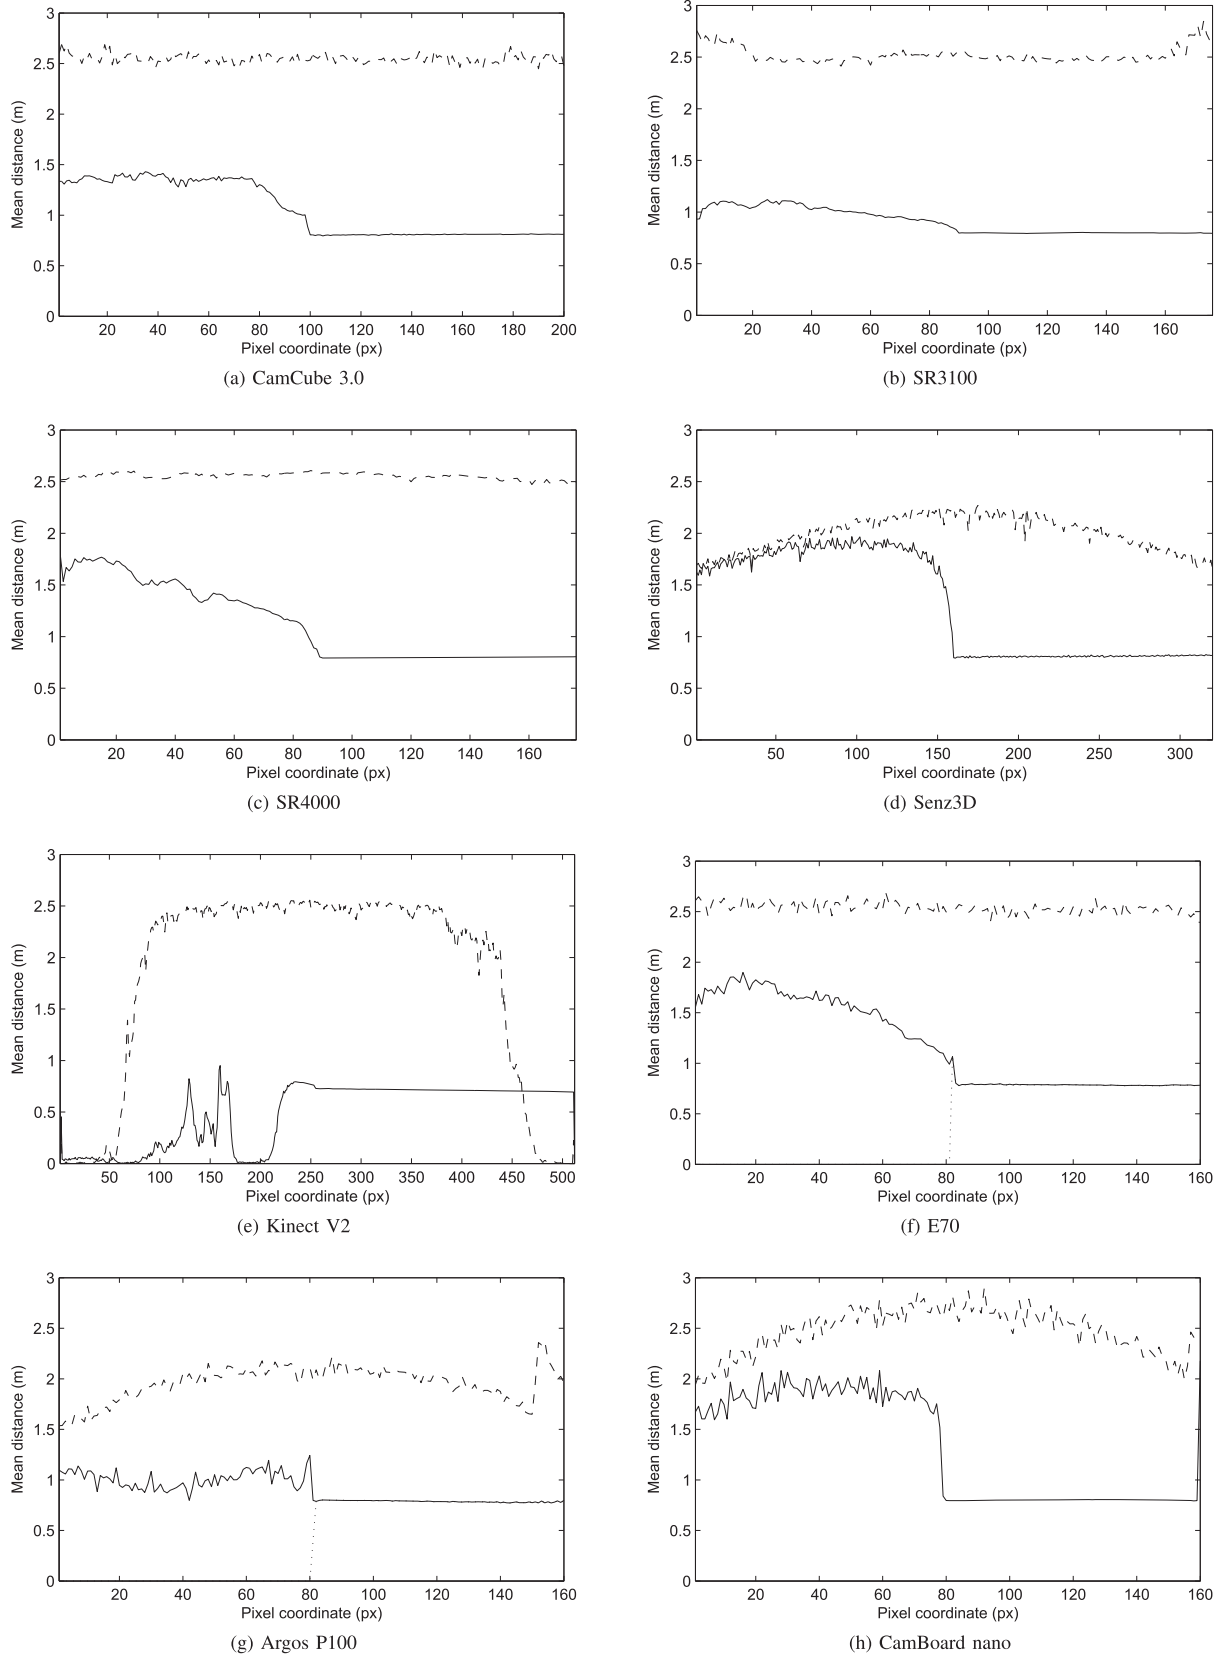 3
2.5
2
1.5
1
0.5
0
Mean distance (m)
20 40 60 80 100 120 140 160 180 200
Pixel coordinate (px)
(a) CamCube 3.0
3
2.5
2
1.5
1
0.5
0
Mean distance (m)
20 40 60 80 100 120 140 160
Pixel coordinate (px)
(b) SR3100
3
2.5
2
1.5
1
0.5
0
Mean distance (m)
20 40 60 80 100 120 140 160
Pixel coordinate (px)
(c) SR4000
3
2.5
2
1.5
1
0.5
0
Mean distance (m)
50 100 150 200 250 300
Pixel coordinate (px)
(d) Senz3D
3
2.5
2
1.5
1
0.5
0
Mean distance (m)
50 100 150 200 250 300 350 400 450 500
Pixel coordinate (px)
(e) Kinect V2
3
2.5
2
1.5
1
0.5
0
Mean distance (m)
20 40 60 80 100 120 140 160
Pixel coordinate (px)
(f) E70
3
2.5
2
1.5
1
0.5
0
Mean distance (m)
20 40 60 80 100 120 140 160
Pixel coordinate (px)
(g) Argos P100
3
2.5
2
1.5
1
0.5
0
Mean distance (m)
20 40 60 80 100 120 140 160
Pixel coordinate (px)
(h) CamBoard nano